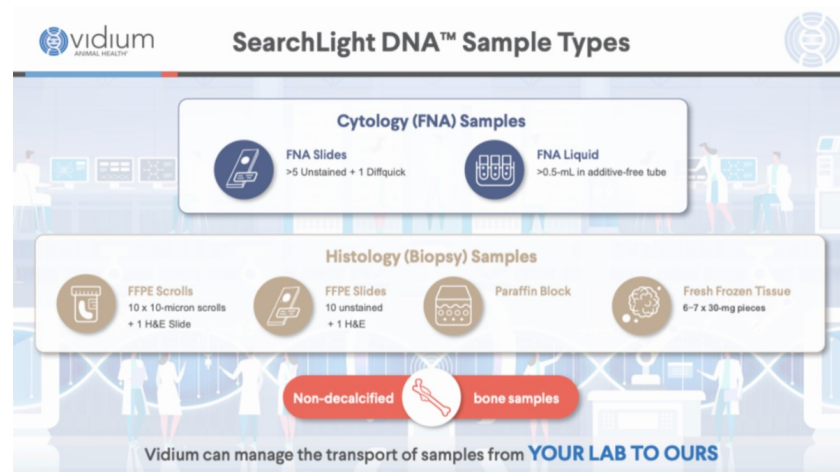 vidium
ANIMAL HEALTH
SearchLight DNA™ Sample Types
Cytology (FNA) Samples
FNA Slides
>5 Unstained + 1 Diffquick
FNA Liquid
>0.5-mL in additive-free tube
Histology (Biopsy) Samples
FFPE Scrolls
10 x 10-micron scrolls
+ 1 H&E Slide
FFPE Slides
10 unstained
+ 1 H&E
Paraffin Block
Fresh Frozen Tissue
6–7 x 30-mg pieces
Non-decalcified bone samples
Vidium can manage the transport of samples from YOUR LAB TO OURS